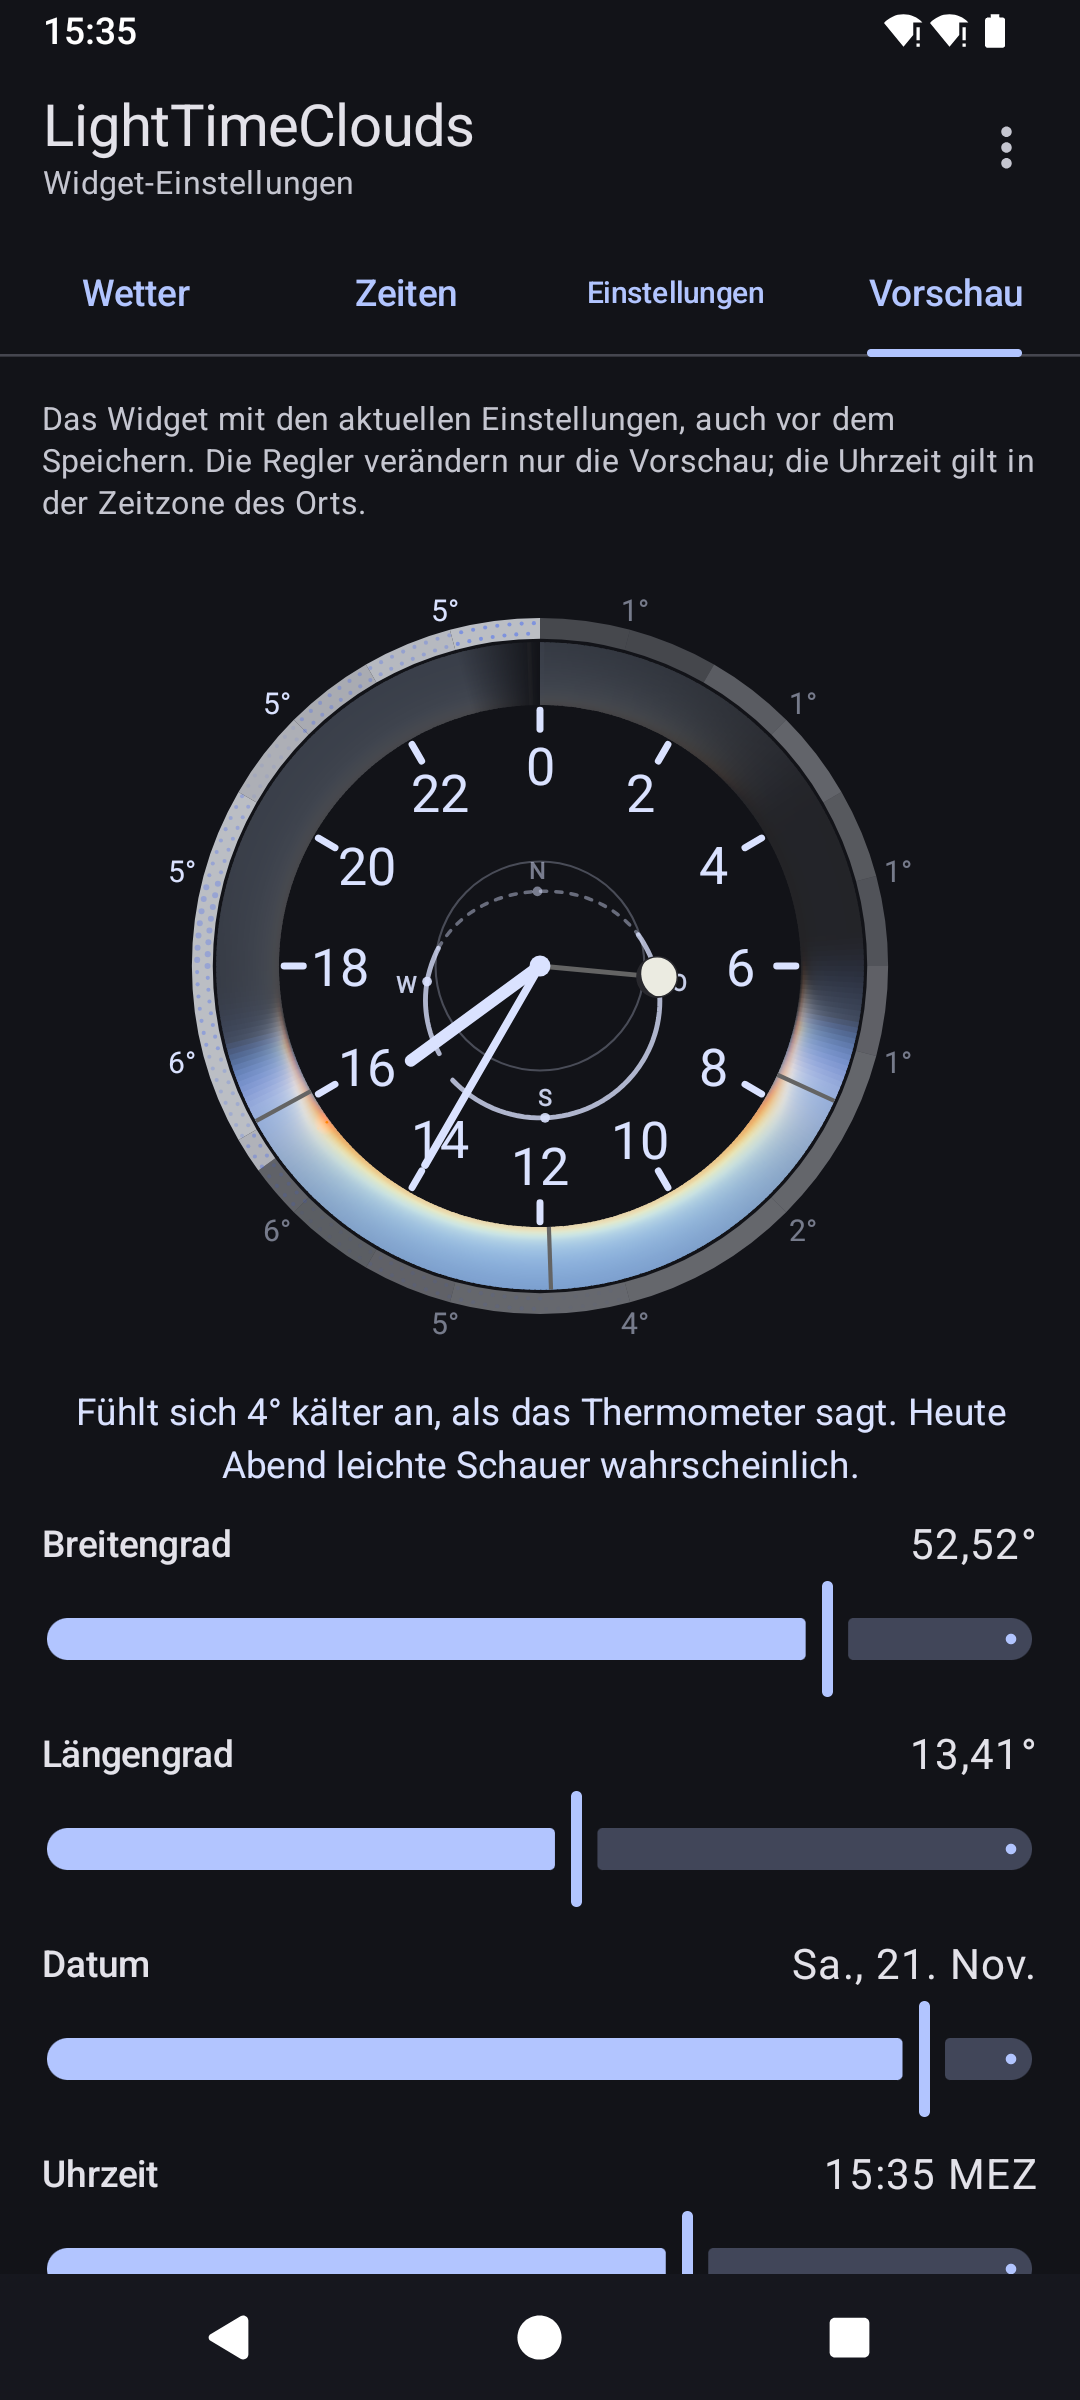 15:35
LightTimeClouds
Widget-Einstellungen
Wetter
Zeiten
Einstellungen
Vorschau
Das Widget mit den aktuellen Einstellungen, auch vor dem
Speichern. Die Regler verändern nur die Vorschau; die Uhrzeit gilt in
der Zeitzone des Orts.
5° 1°
5° 1°
0
22 2
20 4
5° 1°
N
18 W O 6
6° 1°
16 8
S
14 10
12
6° 2°
5° 4°
Fühlt sich 4° kälter an, als das Thermometer sagt. Heute
Abend leichte Schauer wahrscheinlich.
Breitengrad 52,52°
Längengrad 13,41°
Datum Sa., 21. Nov.
Uhrzeit 15:35 MEZ